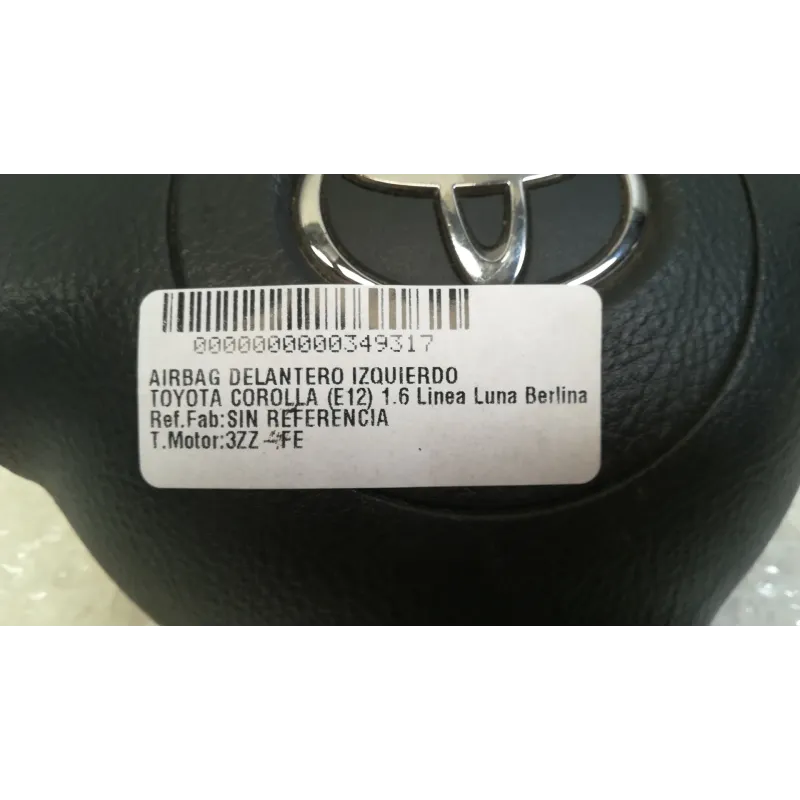 0000000000349317
AIRBAG DELANTERO IZQUIERDO
TOYOTA COROLLA (E12) 1.6 Linea Luna Berlina
Ref.Fab:SIN REFERENCIA
T.Motor:3ZZ-FE